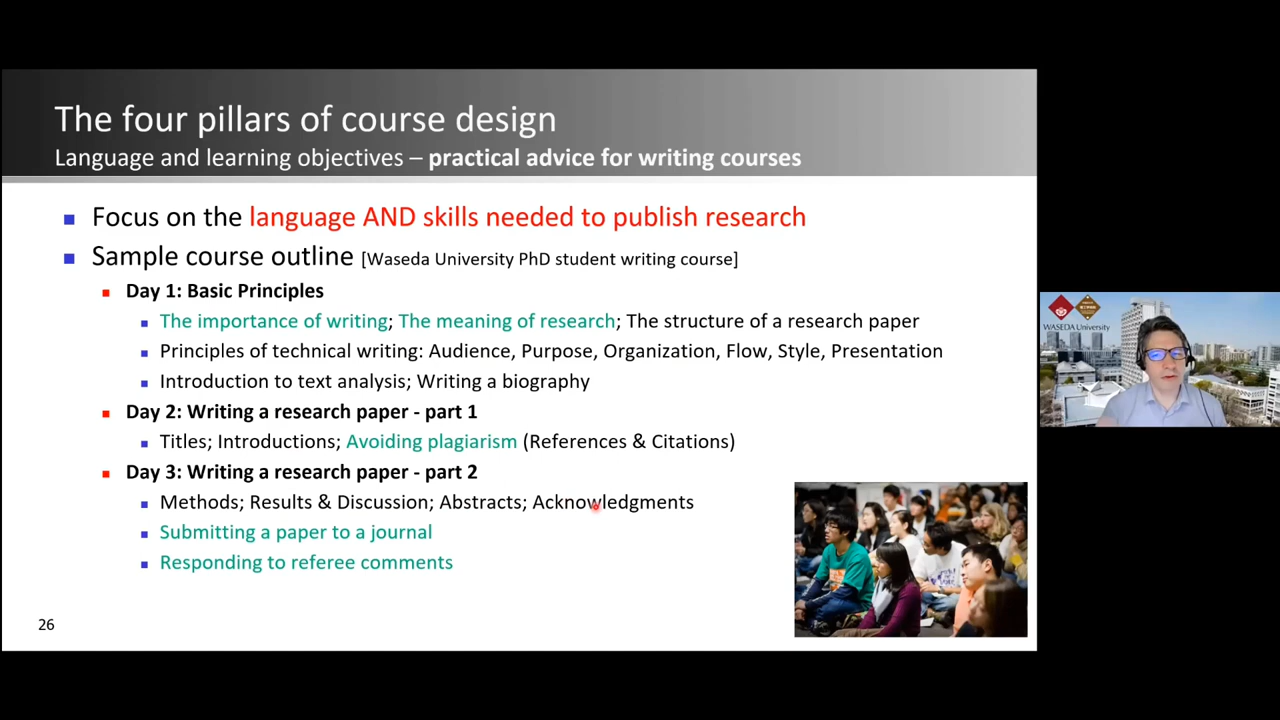 The four pillars of course design
Language and learning objectives – practical advice for writing courses
Focus on the language AND skills needed to publish research
Sample course outline [Waseda University PhD student writing course]
Day 1: Basic Principles
The importance of writing; The meaning of research; The structure of a research paper
Principles of technical writing: Audience, Purpose, Organization, Flow, Style, Presentation
Introduction to text analysis; Writing a biography
Day 2: Writing a research paper - part 1
Titles; Introductions; Avoiding plagiarism (References & Citations)
Day 3: Writing a research paper - part 2
Methods; Results & Discussion; Abstracts; Acknowledgments
Submitting a paper to a journal
Responding to referee comments
26
WASEDA University